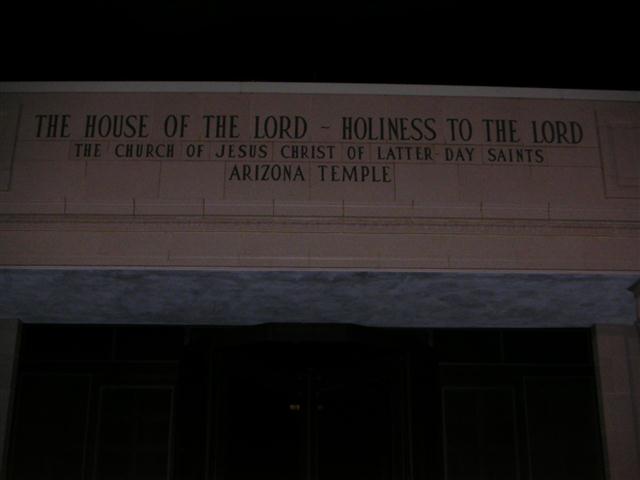 THE HOUSE OF THE LORD ~ HOLINESS TO THE LORD
THE CHURCH OF JESUS CHRIST OF LATTER DAY SAINTS
ARIZONA TEMPLE